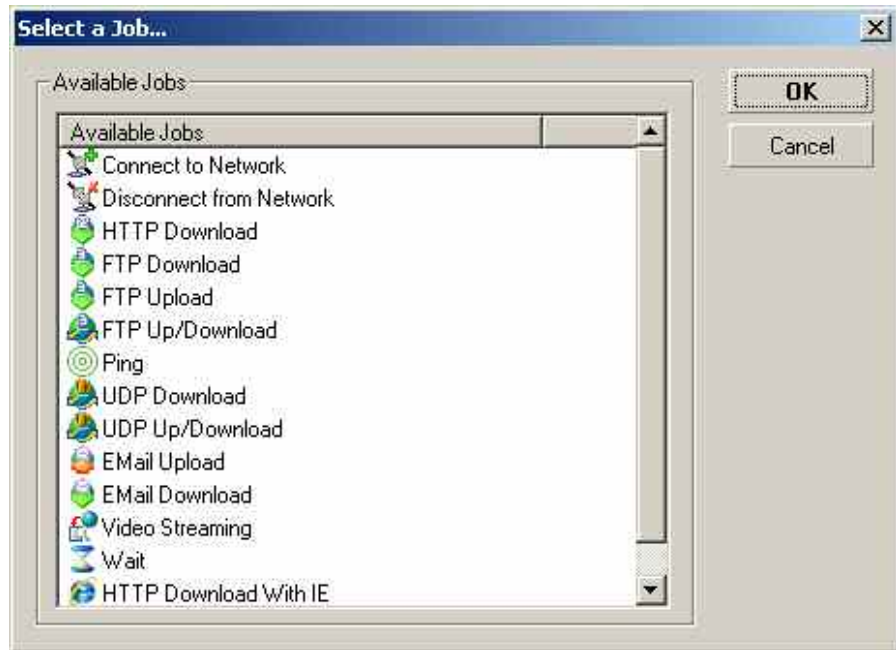 Select a Job...
Available Jobs
OK
Available Jobs
Cancel
Connect to Network
Disconnect from Network
HTTP Download
FTP Download
FTP Upload
FTP Up/Download
Ping
UDP Download
UDP Up/Download
EMail Upload
EMail Download
Video Streaming
Wait
HTTP Download With IE